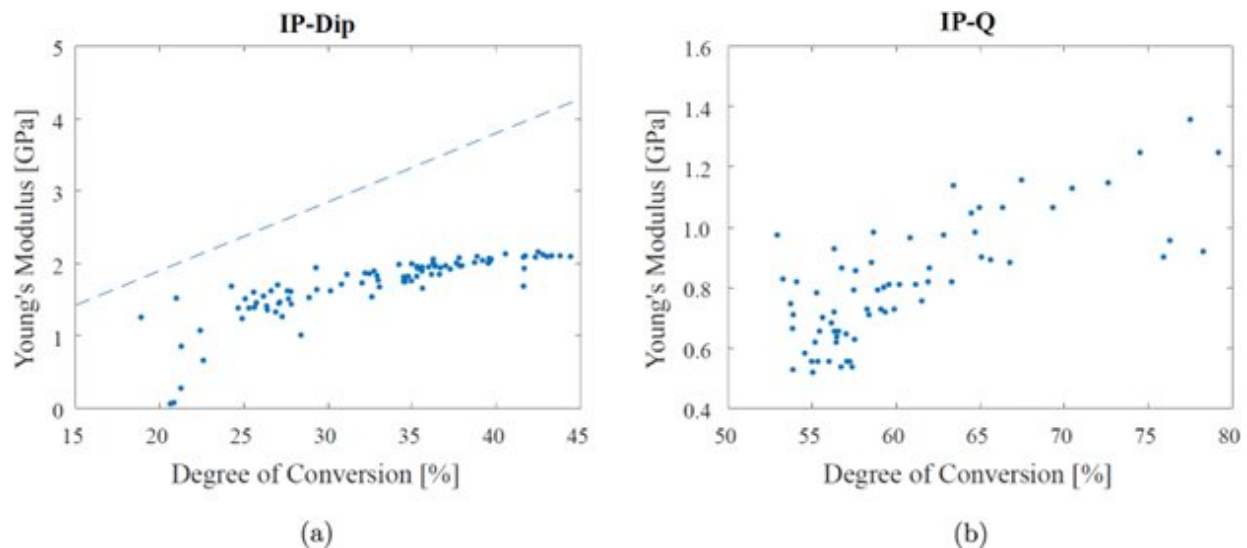 IP-Dip
5
4
3
2
1
0
Young's Modulus [GPa]
15 20 25 30 35 40 45
Degree of Conversion [%]
(a)
IP-Q
1.6
1.4
1.2
1.0
0.8
0.6
0.4
Young's Modulus [GPa]
50 55 60 65 70 75 80
Degree of Conversion [%]
(b)